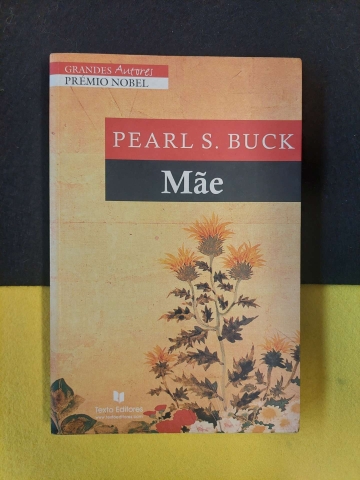 GRANDES Autores
PRÉMIO NOBEL
PEARL S. BUCK
Mãe
Texto Editores